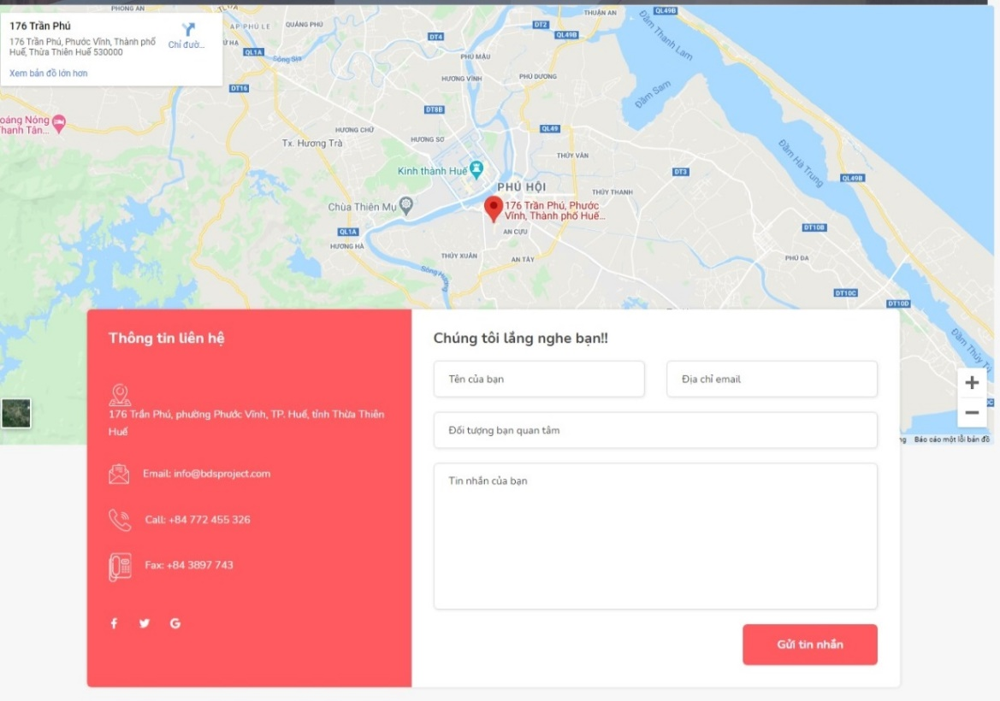 PHONG AN
176 Trần Phú
176 Trần Phú, Phước Vĩnh, Thành phố
Huế, Thừa Thiên Huế 530000
Chỉ đườ...
Xem bản đồ lớn hơn
AP PHÚ LE
QUẢNG PHÚ
THUẬN AN
QL49B
DT2
QL49B
Đầm Thanh Lam
DT4
QL1A
Sông Bồ
PHÚ MẬU
HƯƠNG VINH
PHÚ DƯƠNG
DT16
Đầm Sam
DT8B
oáng Nóng
hanh Tân...
HƯƠNG CHỮ
QL49
Tx. Hương Trà
HƯƠNG SƠ
THỦY VÂN
Đầm Hà Trung
Kinh thành Huế
DT3
QL49B
PHÚ HỘI
THỦY THANH
Chùa Thiên Mụ
176 Trần Phú, Phước
Vĩnh, Thành phố Huế...
QL1A
AN CỰU
DT10B
HƯƠNG HÀ
THỦY XUÂN
AN TÂY
PHÚ ĐA
Sông Hương
DT10C
DT10D
Đầm Thủy Tú
Báo cáo một lỗi bản đồ
Thông tin liên hệ
176 Trần Phú, phường Phước Vĩnh, TP. Huế, tỉnh Thừa Thiên
Huế
Email: info@bdsproject.com
Call: +84 772 455 326
Fax: +84 3897 743
Chúng tôi lắng nghe bạn!!
Tên của bạn
Địa chỉ email
Đối tượng bạn quan tâm
Tin nhắn của bạn
Gửi tin nhắn